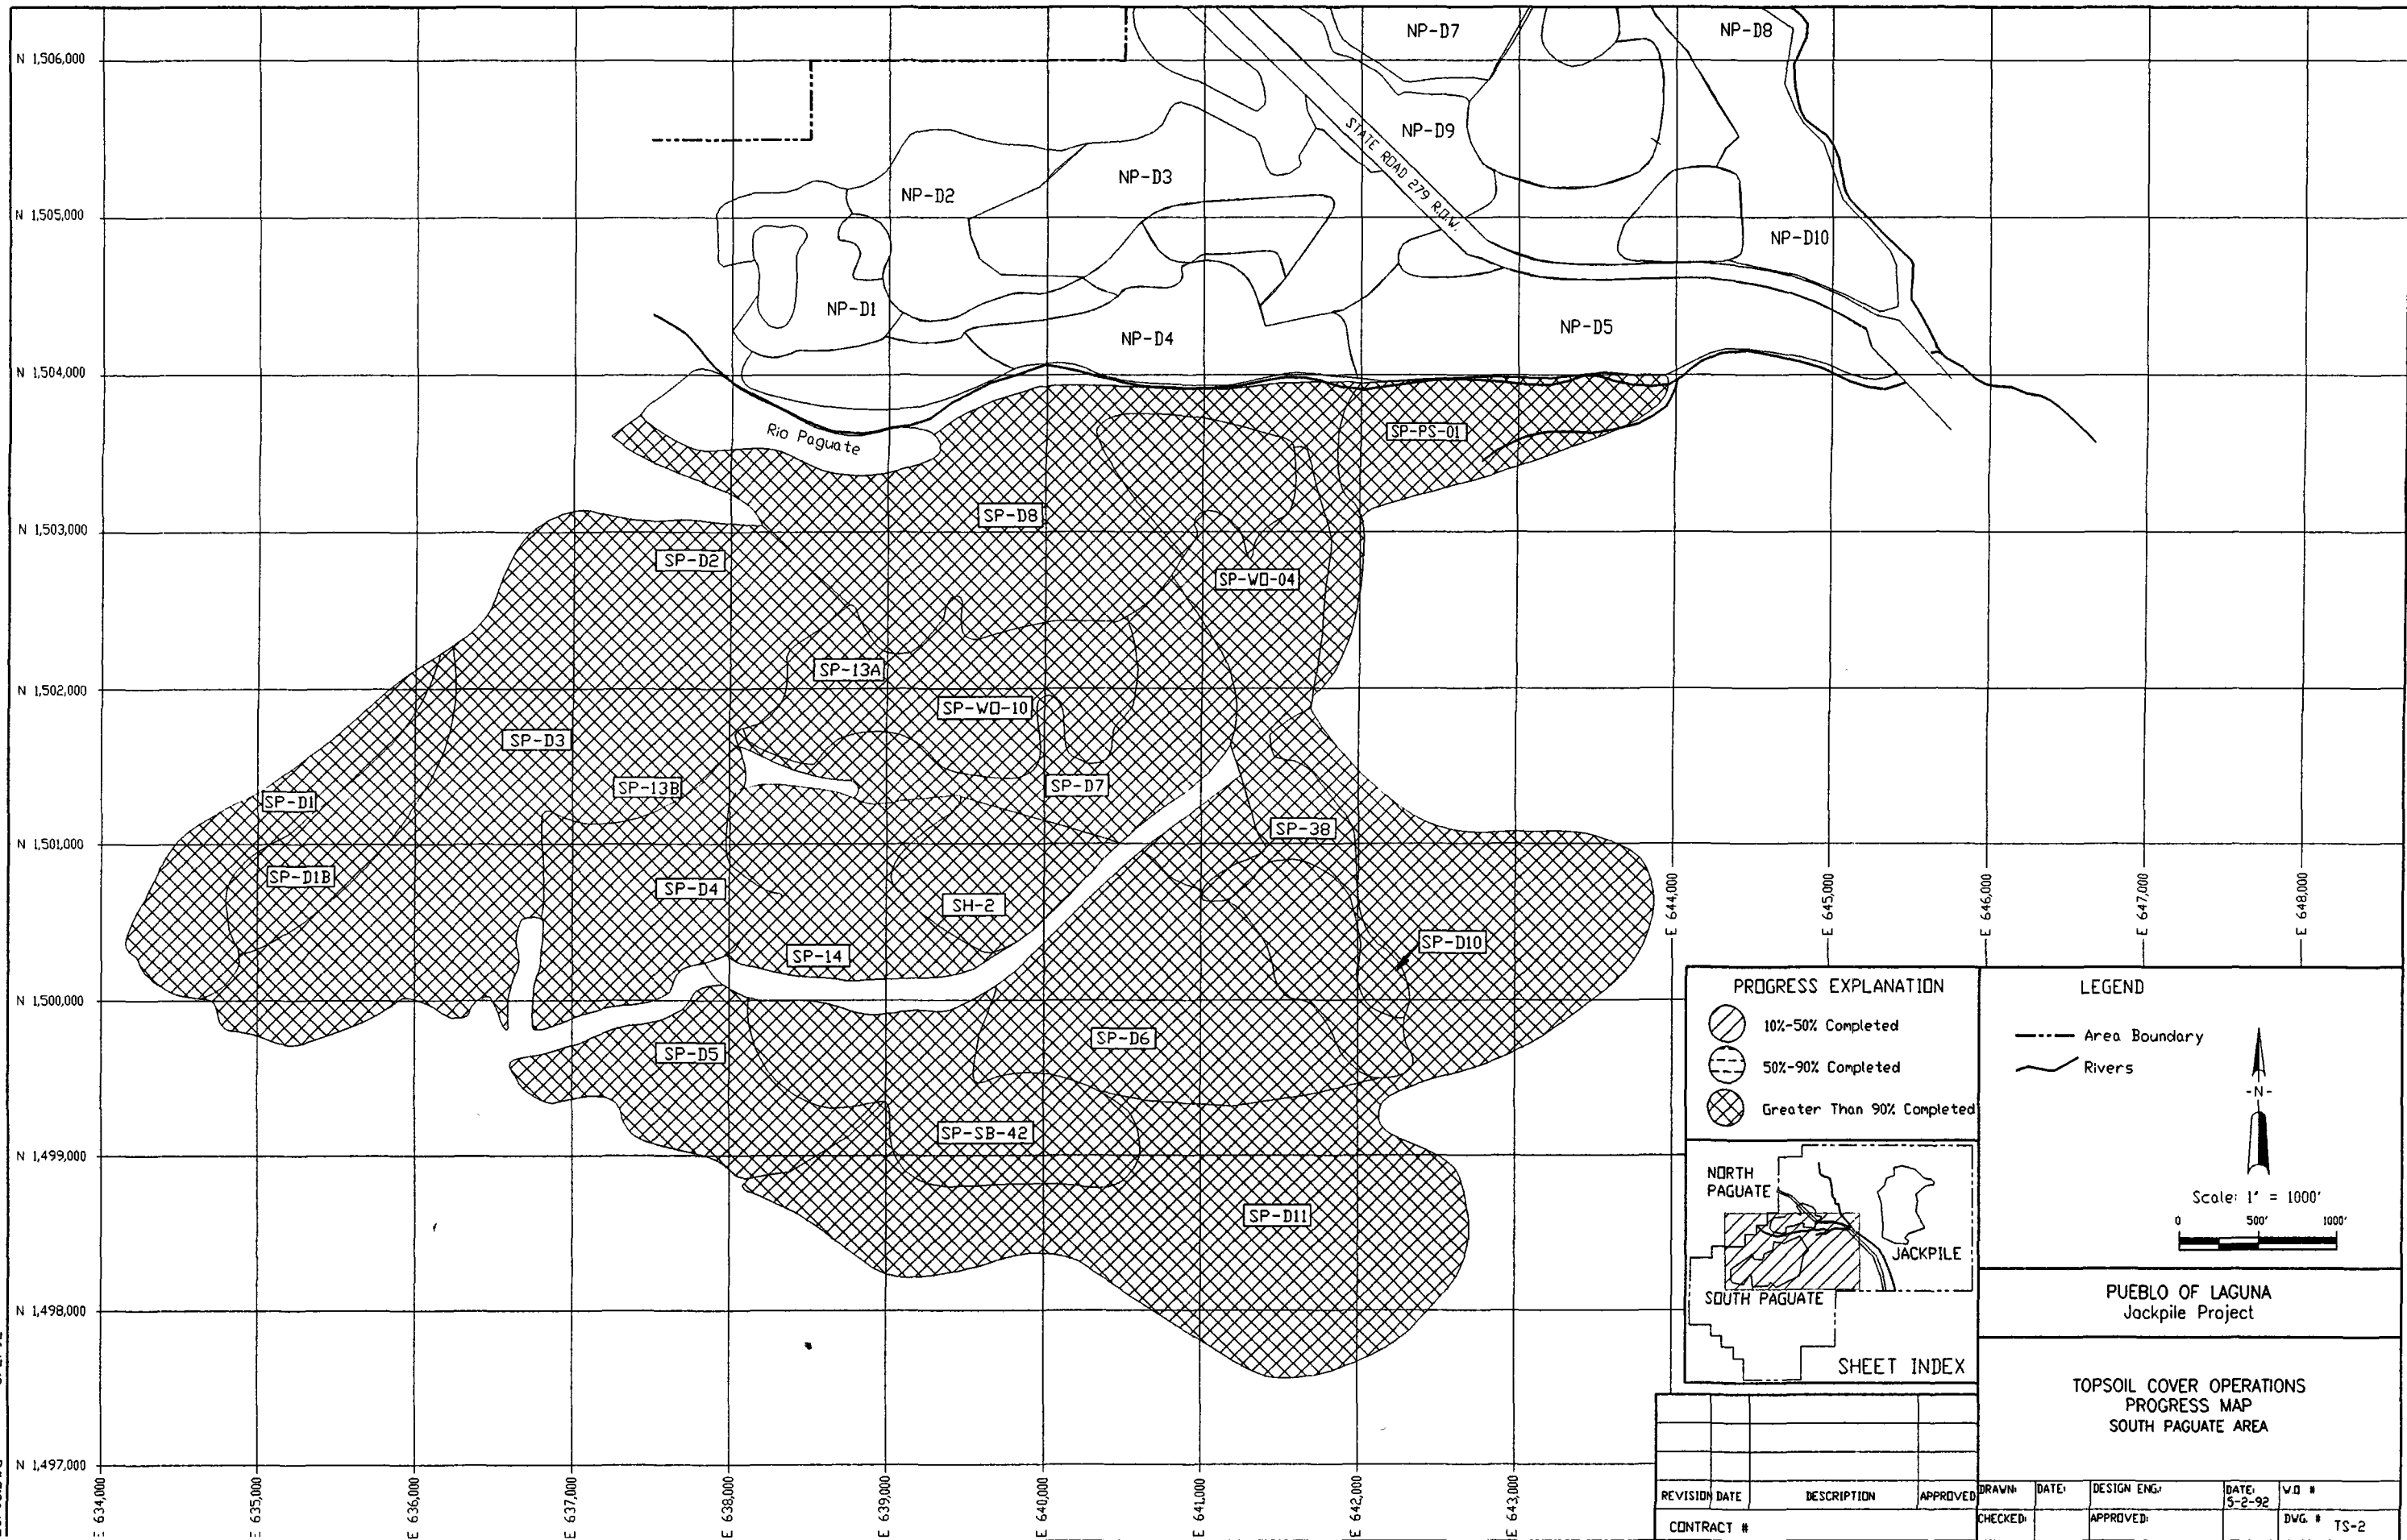 N 1,506,000
N 1,505,000
N 1,504,000
N 1,503,000
N 1,502,000
N 1,501,000
N 1,500,000
N 1,499,000
N 1,498,000
N 1,497,000
NP-D7
NP-D8
NP-D9
STATE ROAD 279 R.O.W.
NP-D2
NP-D3
NP-D10
NP-D1
NP-D4
NP-D5
Rio Paguate
SP-PS-01
SP-D8
SP-D2
SP-WO-04
SP-13A
SP-WO-10
SP-D3
SP-13B
SP-D7
SP-D1
SP-38
SP-D1B
SP-D4
SH-2
SP-14
SP-D10
SP-D6
SP-D5
SP-SB-42
SP-D11
E 634,000
E 635,000
E 636,000
E 637,000
E 638,000
E 639,000
E 640,000
E 641,000
E 642,000
E 643,000
E 644,000
E 645,000
E 646,000
E 647,000
E 648,000
PROGRESS EXPLANATION
10%-50% Completed
50%-90% Completed
Greater Than 90% Completed
LEGEND
Area Boundary
Rivers
-N-
Scale: 1" = 1000'
0 500' 1000'
NORTH
PAGUATE
JACKPILE
SOUTH PAGUATE
SHEET INDEX
PUEBLO OF LAGUNA
Jackpile Project
TOPSOIL COVER OPERATIONS
PROGRESS MAP
SOUTH PAGUATE AREA
REVISION DATE DESCRIPTION APPROVED
CONTRACT #
DRAWN: DATE: DESIGN ENG.: DATE: 5-2-92 W.O #
CHECKED: APPROVED: DWG. # TS-2